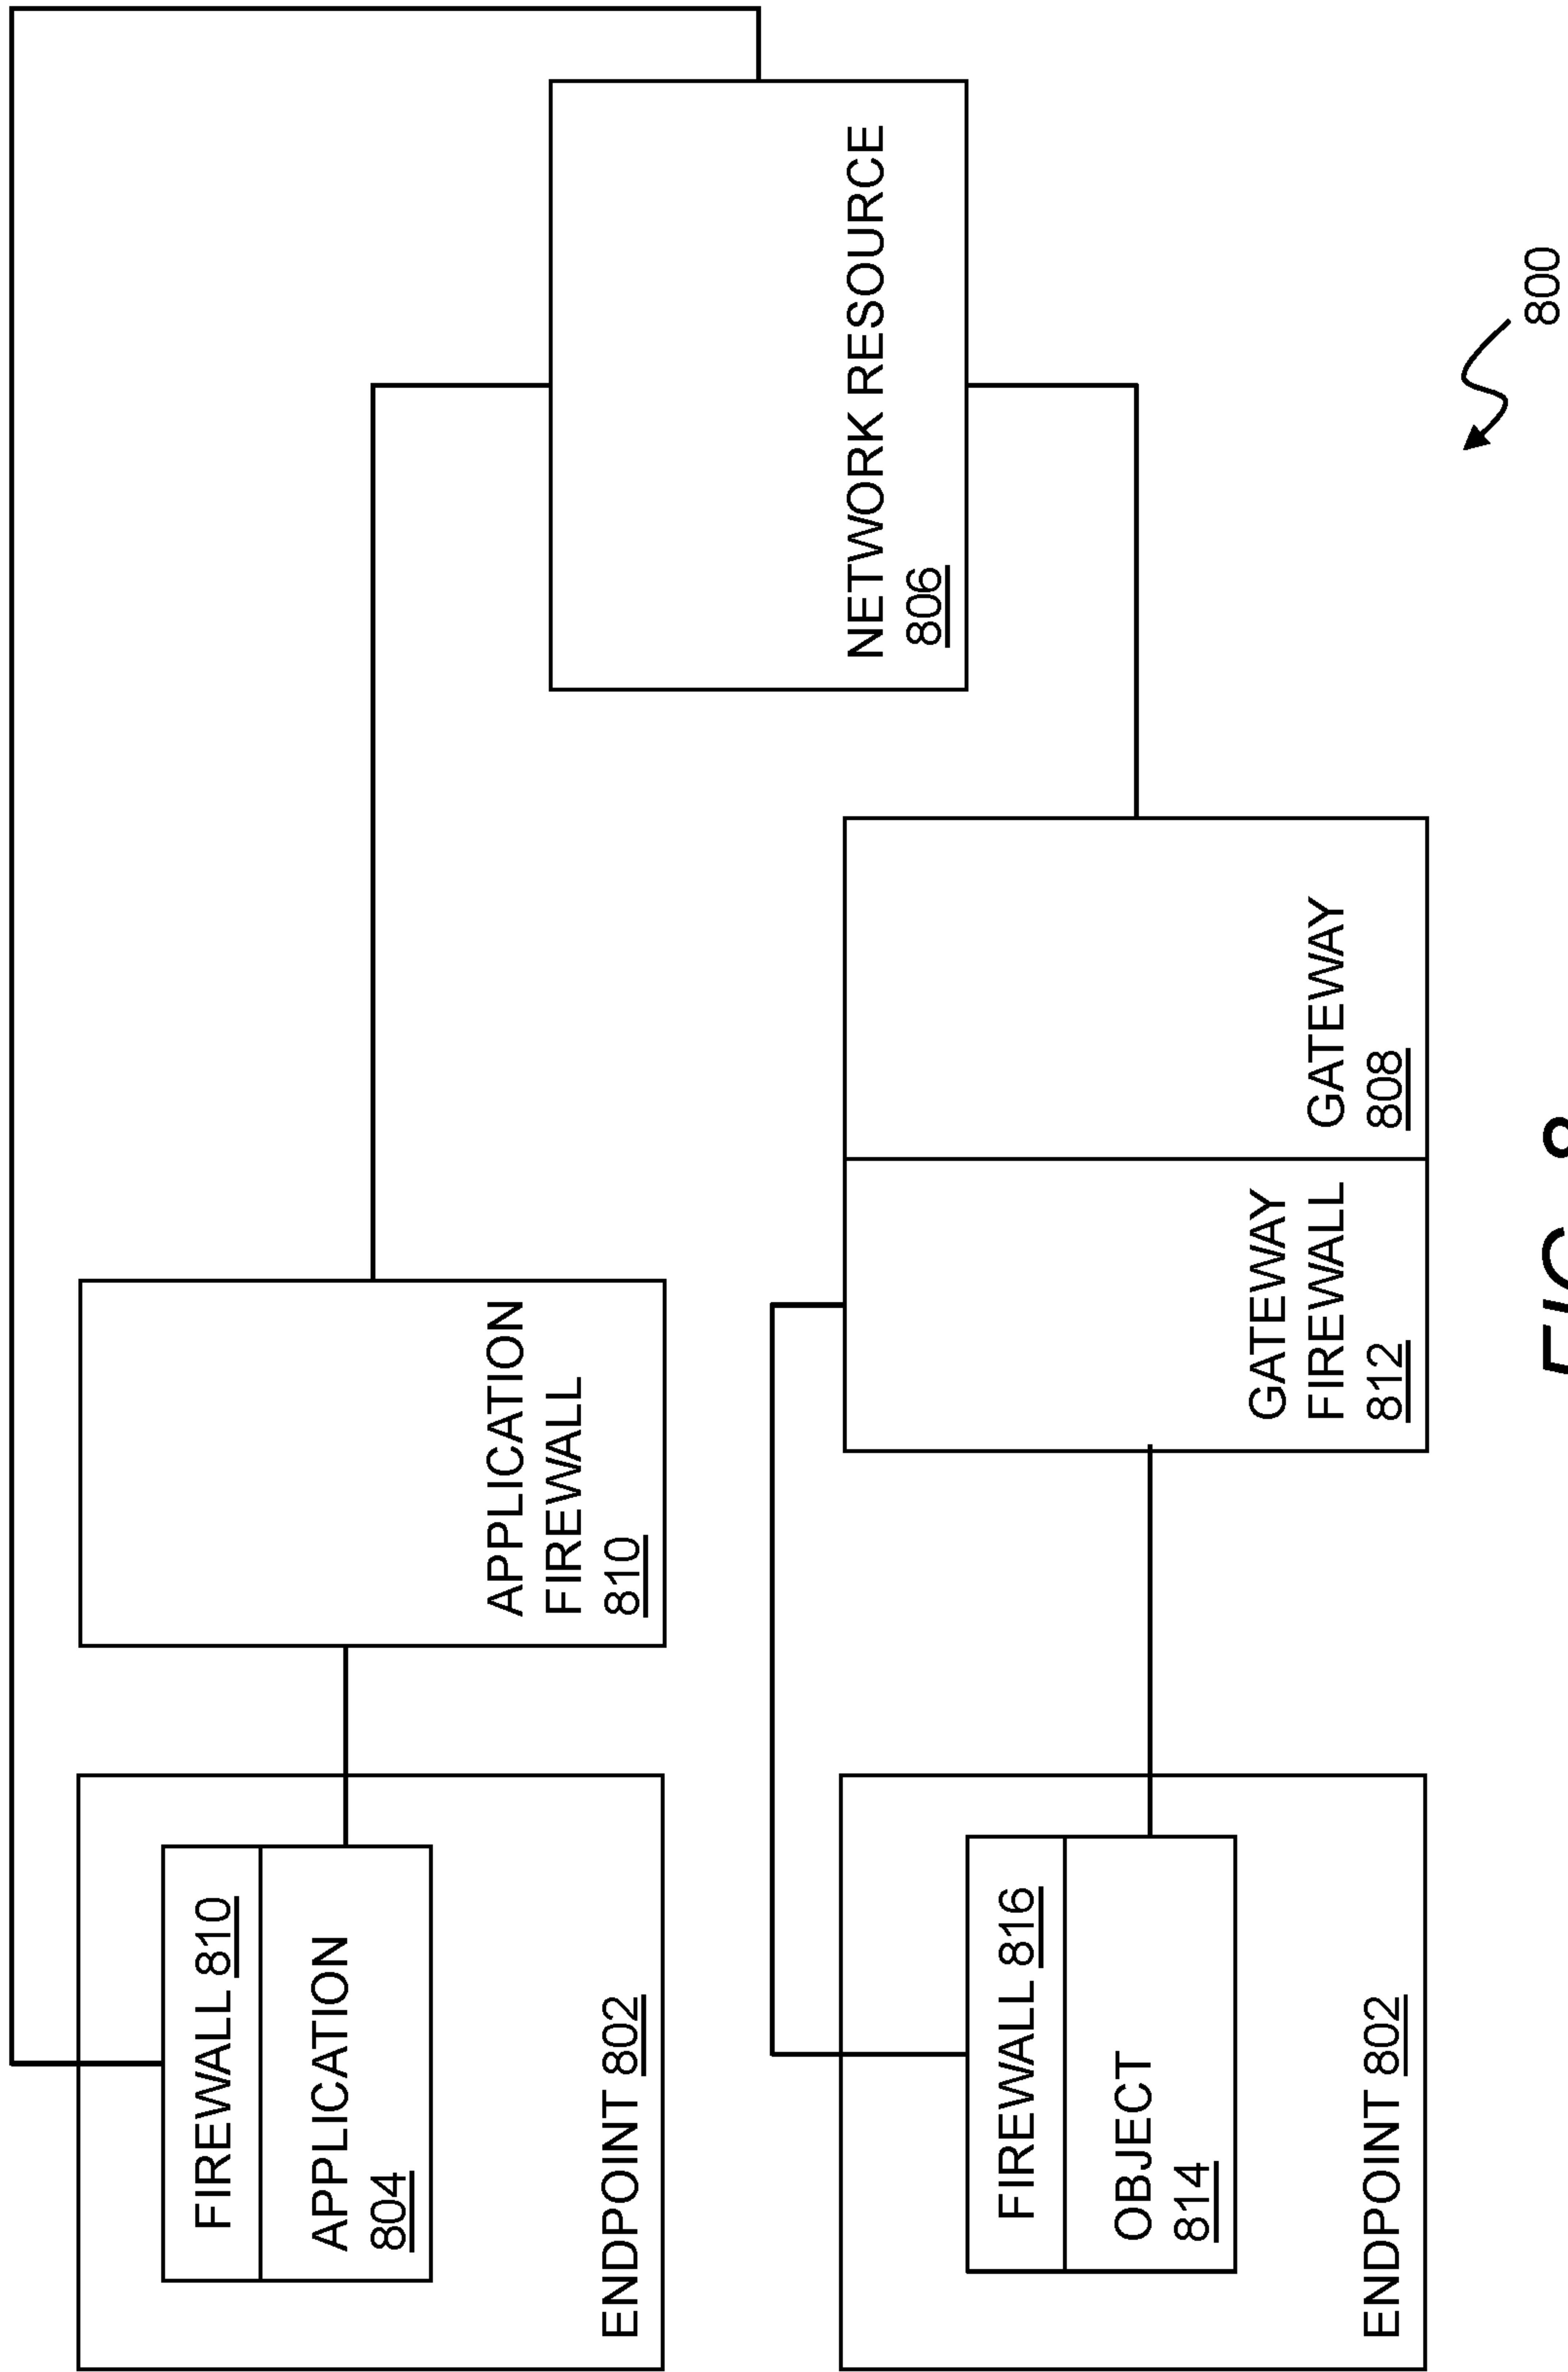 FIREWALL 810
APPLICATION
804
ENDPOINT 802
APPLICATION
FIREWALL
810
NETWORK RESOURCE
806
FIREWALL 816
OBJECT
814
ENDPOINT 802
GATEWAY
FIREWALL
812
GATEWAY
808
800